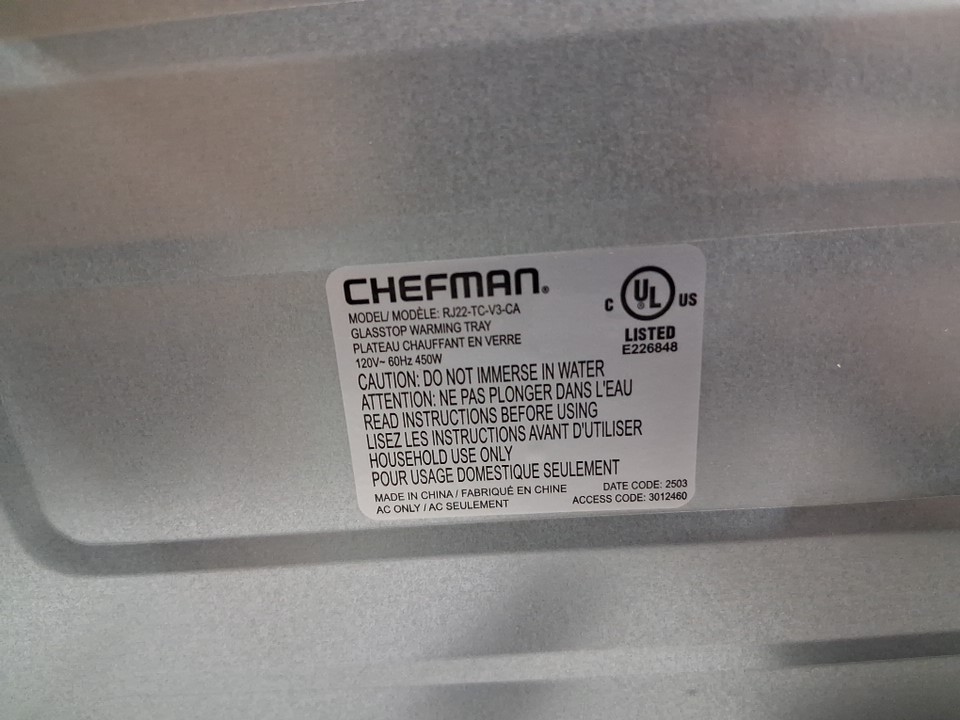 CHEFMAN®
MODEL/ MODÈLE: RJ22-TC-V3-CA
GLASSTOP WARMING TRAY
PLATEAU CHAUFFANT EN VERRE
120V~ 60Hz 450W
C UL® US
LISTED
E226848
CAUTION: DO NOT IMMERSE IN WATER
ATTENTION: NE PAS PLONGER DANS L'EAU
READ INSTRUCTIONS BEFORE USING
LISEZ LES INSTRUCTIONS AVANT D'UTILISER
HOUSEHOLD USE ONLY
POUR USAGE DOMESTIQUE SEULEMENT
MADE IN CHINA / FABRIQUÉ EN CHINE
AC ONLY / AC SEULEMENT
DATE CODE: 2503
ACCESS CODE: 3012460